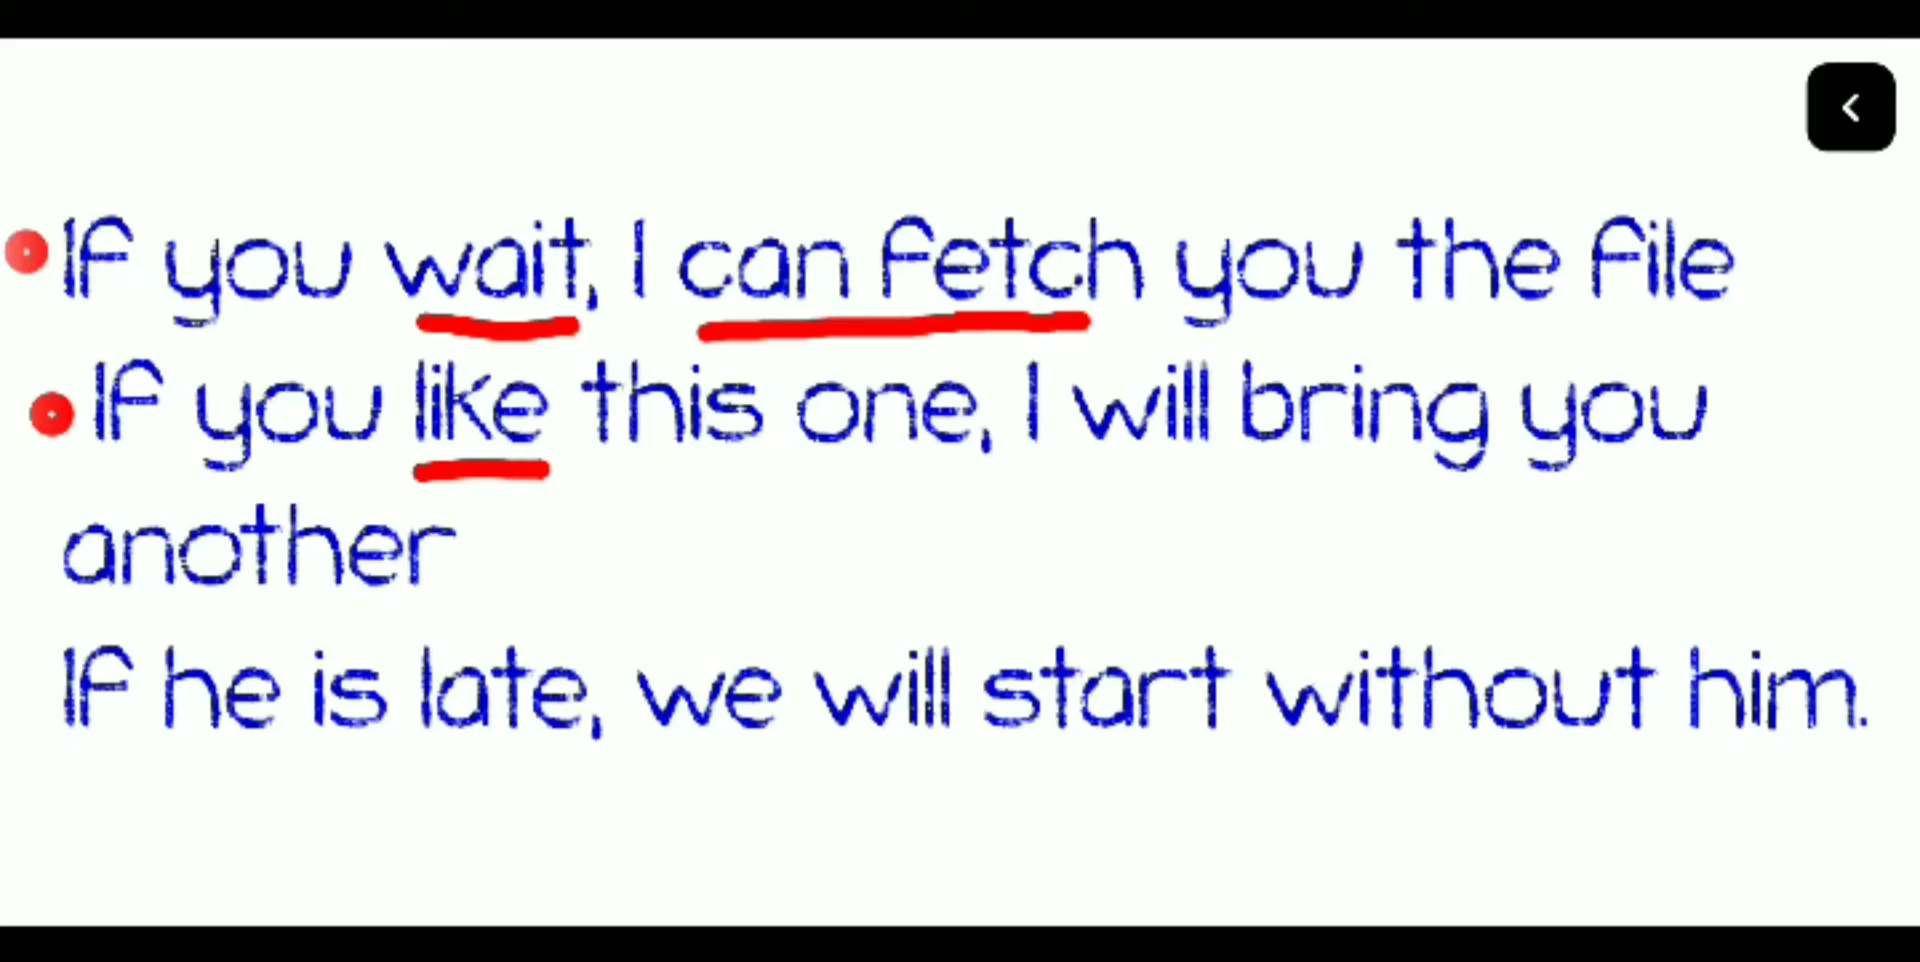 If you wait, I can fetch you the file
If you like this one, I will bring you
another
If he is late, we will start without him.